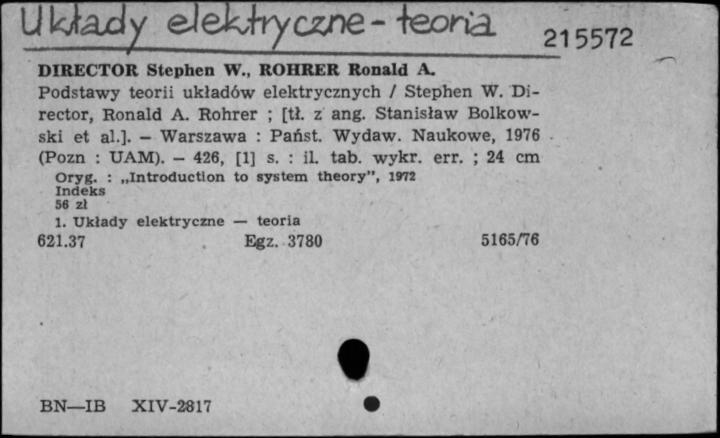 Układy elektryczne - teoria
215572
DIRECTOR Stephen W., ROHRER Ronald A.
Podstawy teorii układów elektrycznych / Stephen W. Di-
rector, Ronald A. Rohrer ; [tł. z ang. Stanisław Bolkow-
ski et al.]. — Warszawa : Państ. Wydaw. Naukowe, 1976
(Pozn : UAM). — 426, [1] s. : il. tab. wykr. err. ; 24 cm
Oryg. : „Introduction to system theory”, 1972
Indeks
56 zł
1. Układy elektryczne — teoria
621.37 Egz. 3780 5165/76
BN—IB XIV-2817